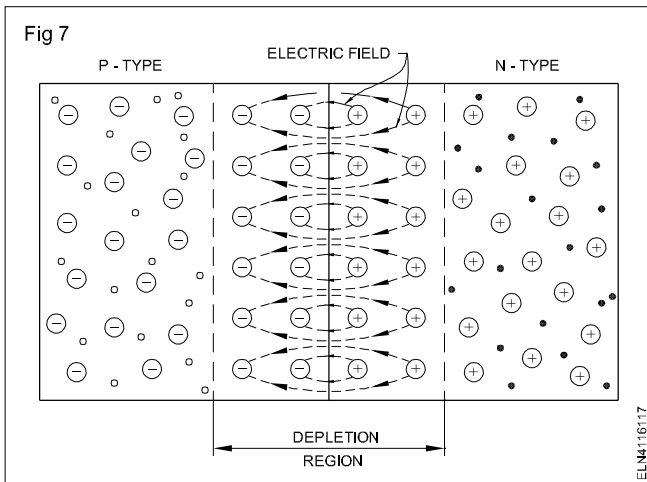 Fig 7
ELECTRIC FIELD
P - TYPE
N - TYPE
DEPLETION
REGION
ELN4116117